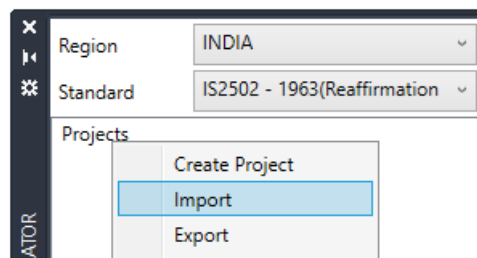 Region
INDIA
Standard
IS2502 - 1963(Reaffirmation
Projects
Create Project
Import
Export
ATOR